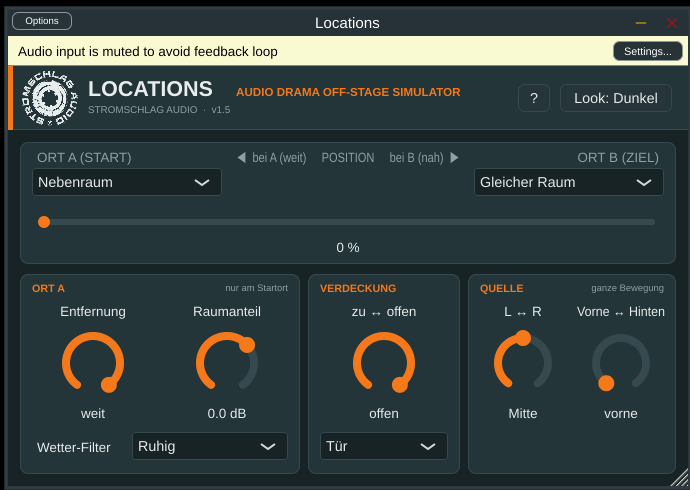 Options
Locations
Audio input is muted to avoid feedback loop
Settings...
STROMSCHLAG AUDIO
LOCATIONS
AUDIO DRAMA OFF-STAGE SIMULATOR
STROMSCHLAG AUDIO · v1.5
?
Look: Dunkel
ORT A (START)
◀ bei A (weit) POSITION bei B (nah) ▶
ORT B (ZIEL)
Nebenraum
Gleicher Raum
0 %
ORT A
nur am Startort
Entfernung
Raumanteil
weit
0.0 dB
Wetter-Filter
Ruhig
VERDECKUNG
zu ↔ offen
offen
Tür
QUELLE
ganze Bewegung
L ↔ R
Vorne ↔ Hinten
Mitte
vorne